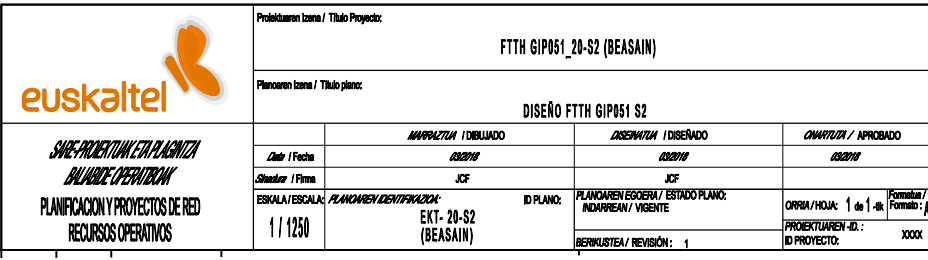 euskaltel
SARE-PROIEKTUAK ETA PLAGINTZA
BALIABIDE OPERATIBOAK
PLANIFICACION Y PROYECTOS DE RED
RECURSOS OPERATIVOS
Proiektuaren Izena / Título Proyecto:
FTTH GIP051_20-S2 (BEASAIN)
Planoaren Izena / Título plano:
DISEÑO FTTH GIP051 S2
MARRAZTUA / DIBUJADO
DISEINATUA / DISEÑADO
ONARTUTA / APROBADO
Data / Fecha
03/2018
03/2018
03/2018
Sinadura / Firma
JCF
JCF
JCF
ESKALA / ESCALA:
1 / 1250
PLANOAREN IDENTIFIKAZIOA:
ID PLANO:
EKT- 20-S2
(BEASAIN)
PLANOAREN EGOERA / ESTADO PLANO:
INDARREAN / VIGENTE
BERIKUSTEA / REVISIÓN : 1
ORRIA / HOJA: 1 de 1 -tik
Formatua /
Formato :
PROIEKTUAREN -ID. :
ID PROYECTO:
XXXX